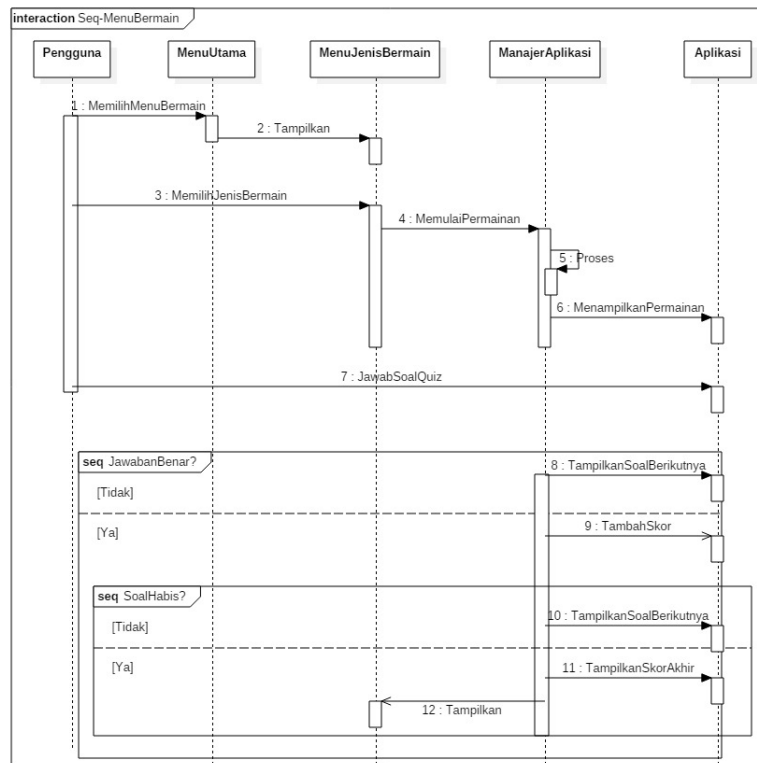 interaction Seq-MenuBermain
Pengguna
MenuUtama
MenuJenisBermain
ManajerAplikasi
Aplikasi
1 : MemilihMenuBermain
2 : Tampilkan
3 : MemilihJenisBermain
4 : MemulaiPermainan
5 : Proses
6 : MenampilkanPermainan
7 : JawabSoalQuiz
seq JawabanBenar?
8 : TampilkanSoalBerikutnya
[Tidak]
[Ya]
9 : TambahSkor
seq SoalHabis?
10 : TampilkanSoalBerikutnya
[Tidak]
[Ya]
11 : TampilkanSkorAkhir
12 : Tampilkan